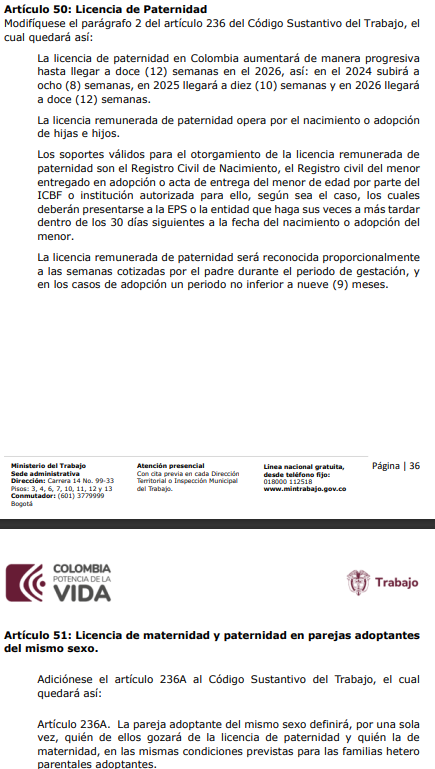 Artículo 50: Licencia de Paternidad
Modifíquese el parágrafo 2 del artículo 236 del Código Sustantivo del Trabajo, el
cual quedará así:
La licencia de paternidad en Colombia aumentará de manera progresiva
hasta llegar a doce (12) semanas en el 2026, así: en el 2024 subirá a
ocho (8) semanas, en 2025 llegará a diez (10) semanas y en 2026 llegará
a doce (12) semanas.
La licencia remunerada de paternidad opera por el nacimiento o adopción
de hijas e hijos.
Los soportes válidos para el otorgamiento de la licencia remunerada de
paternidad son el Registro Civil de Nacimiento, el Registro civil del menor
entregado en adopción o acta de entrega del menor de edad por parte del
ICBF o institución autorizada para ello, según sea el caso, los cuales
deberán presentarse a la EPS o la entidad que haga sus veces a más tardar
dentro de los 30 días siguientes a la fecha del nacimiento o adopción del
menor.
La licencia remunerada de paternidad será reconocida proporcionalmente
a las semanas cotizadas por el padre durante el periodo de gestación, y
en los casos de adopción un periodo no inferior a nueve (9) meses.
Ministerio del Trabajo
Sede administrativa
Dirección: Carrera 14 No. 99-33
Pisos: 3, 4, 6, 7, 10, 11, 12 y 13
Conmutador: (601) 3779999
Bogotá
Atención presencial
Con cita previa en cada Dirección
Territorial o Inspección Municipal
del Trabajo.
Línea nacional gratuita,
desde teléfono fijo:
018000 112518
www.mintrabajo.gov.co
Página | 36
COLOMBIA
POTENCIA DE LA
VIDA
Trabajo
Artículo 51: Licencia de maternidad y paternidad en parejas adoptantes
del mismo sexo.
Adiciónese el artículo 236A al Código Sustantivo del Trabajo, el cual
quedará así:
Artículo 236A. La pareja adoptante del mismo sexo definirá, por una sola
vez, quién de ellos gozará de la licencia de paternidad y quién la de
maternidad, en las mismas condiciones previstas para las familias hetero
parentales adoptantes.